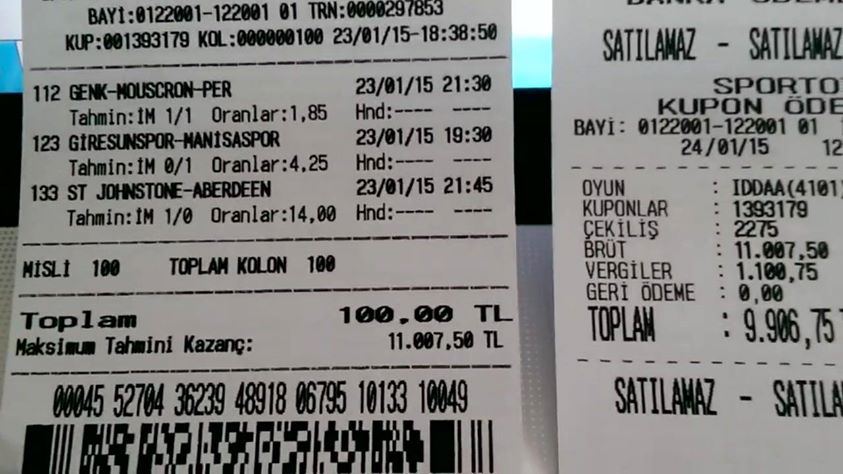 BAYİ:0122001-122001 01 TRN:0000297853
KUP:001393179 KOL:000000100 23/01/15-18:38:50
112 GENK-MOUSCRON-PER 23/01/15 21:30
Tahmin:İM 1/1 Oranlar:1,85 Hnd:---- ----
123 GİRESUNSPOR-MANİSASPOR 23/01/15 19:30
Tahmin:İM 0/1 Oranlar:4,25 Hnd:---- ----
133 ST JOHNSTONE-ABERDEEN 23/01/15 21:45
Tahmin:İM 1/0 Oranlar:14,00 Hnd:---- ----
MİSLİ 100 TOPLAM KOLON 100
Toplam 100,00 TL
Maksimum Tahmini Kazanç: 11.007,50 TL
00045 52704 36239 48918 06795 10133 10049
SATILAMAZ - SATILAMAZ
SPORTO
KUPON ÖDE
BAYİ: 0122001-122001 01
24/01/15 12
OYUN : IDDAA(4101)
KUPONLAR : 1393179
ÇEKİLİŞ : 2275
BRÜT : 11.007,50
VERGİLER : 1.100,75
GERİ ÖDEME : 0,00
TOPLAM : 9.906,75
SATILAMAZ - SATILA